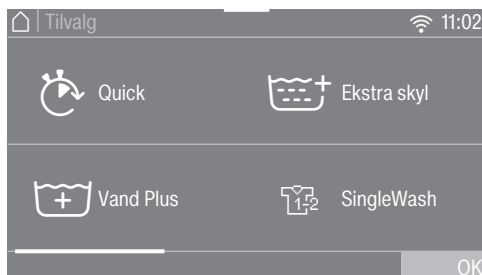 Tilvalg 11:02
Quick Ekstra skyl
Vand Plus SingleWash
OK